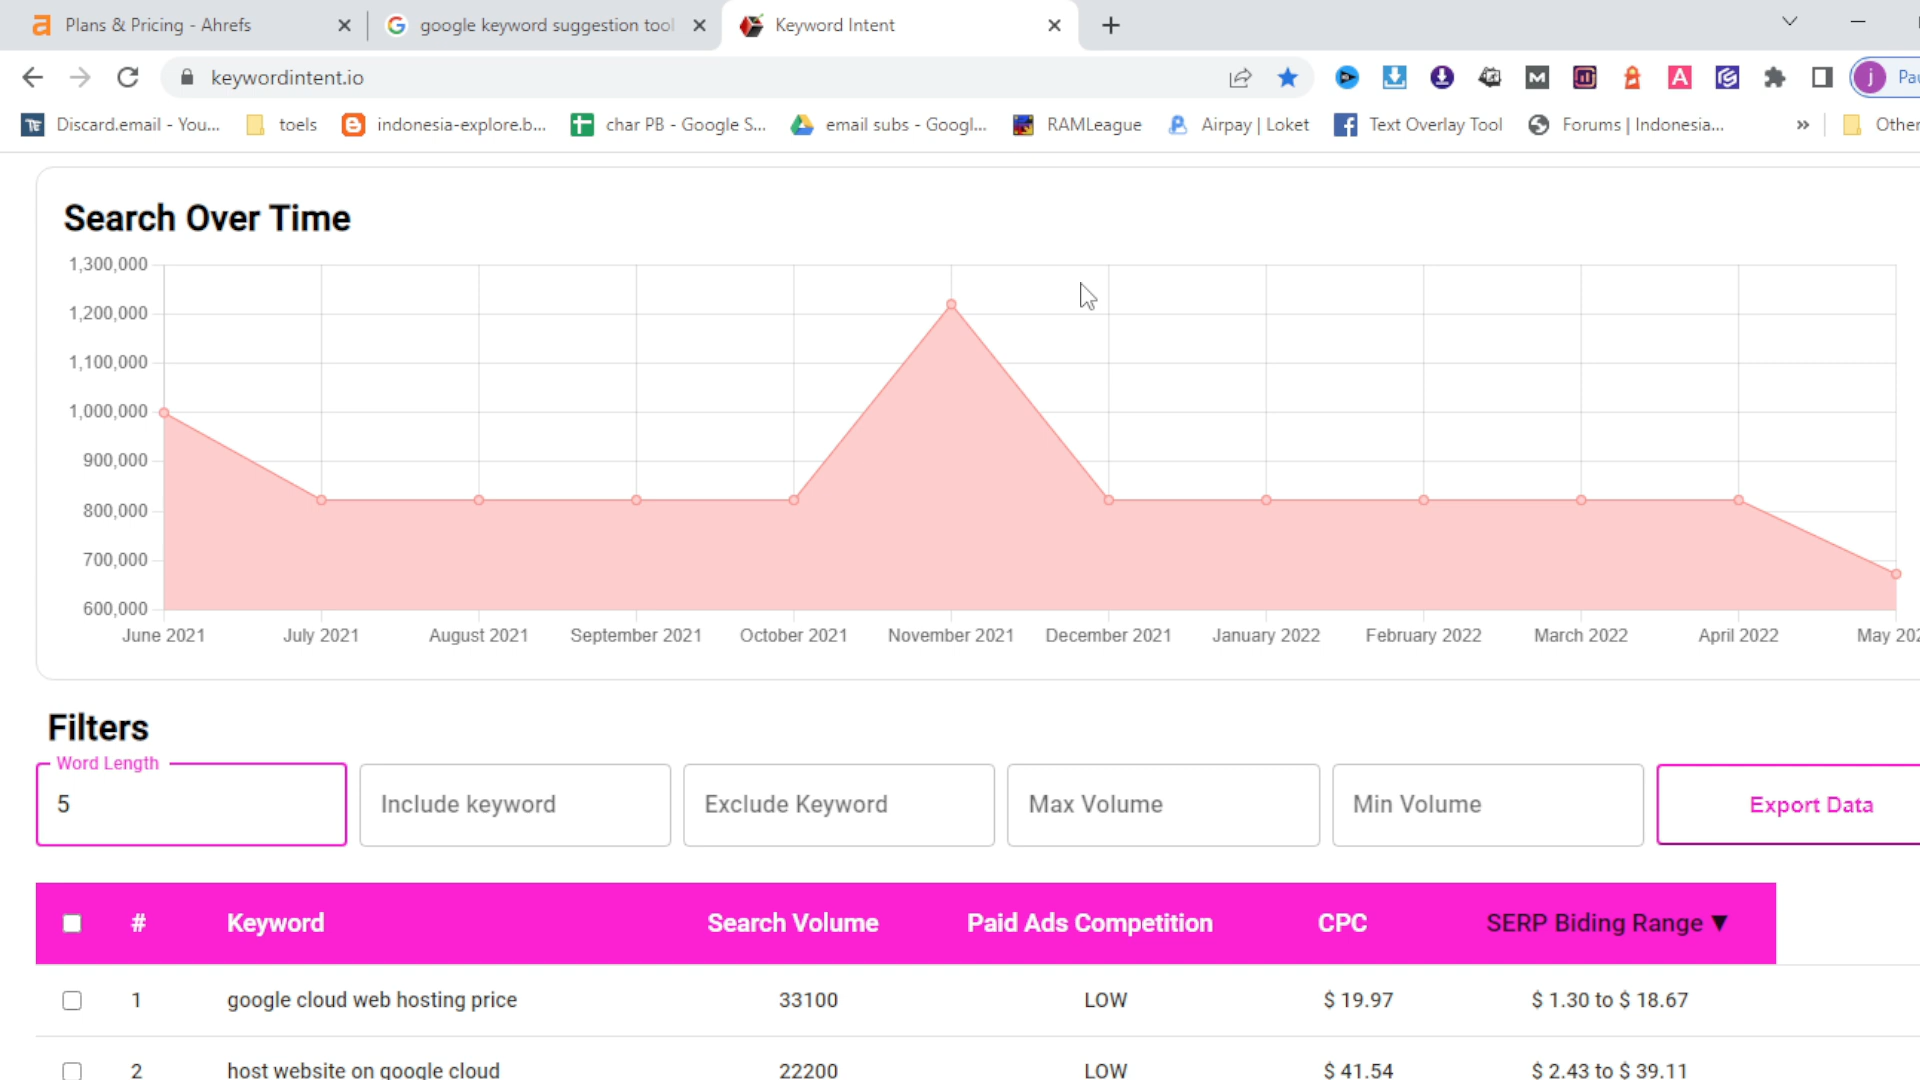 Plans & Pricing - Ahrefs
google keyword suggestion tool
Keyword Intent
keywordintent.io
Discard.email - You...
toels
indonesia-explore.b...
char PB - Google S...
email subs - Googl...
RAMLeague
Airpay | Loket
Text Overlay Tool
Forums | Indonesia...
Other
j
Pau
Search Over Time
1,300,000
1,200,000
1,100,000
1,000,000
900,000
800,000
700,000
600,000
June 2021
July 2021
August 2021
September 2021
October 2021
November 2021
December 2021
January 2022
February 2022
March 2022
April 2022
May 202
Filters
Word Length
5
Include keyword
Exclude Keyword
Max Volume
Min Volume
Export Data
# Keyword Search Volume Paid Ads Competition CPC SERP Biding Range ▼
1 google cloud web hosting price 33100 LOW $ 19.97 $ 1.30 to $ 18.67
2 host website on google cloud 22200 LOW $ 41.54 $ 2.43 to $ 39.11